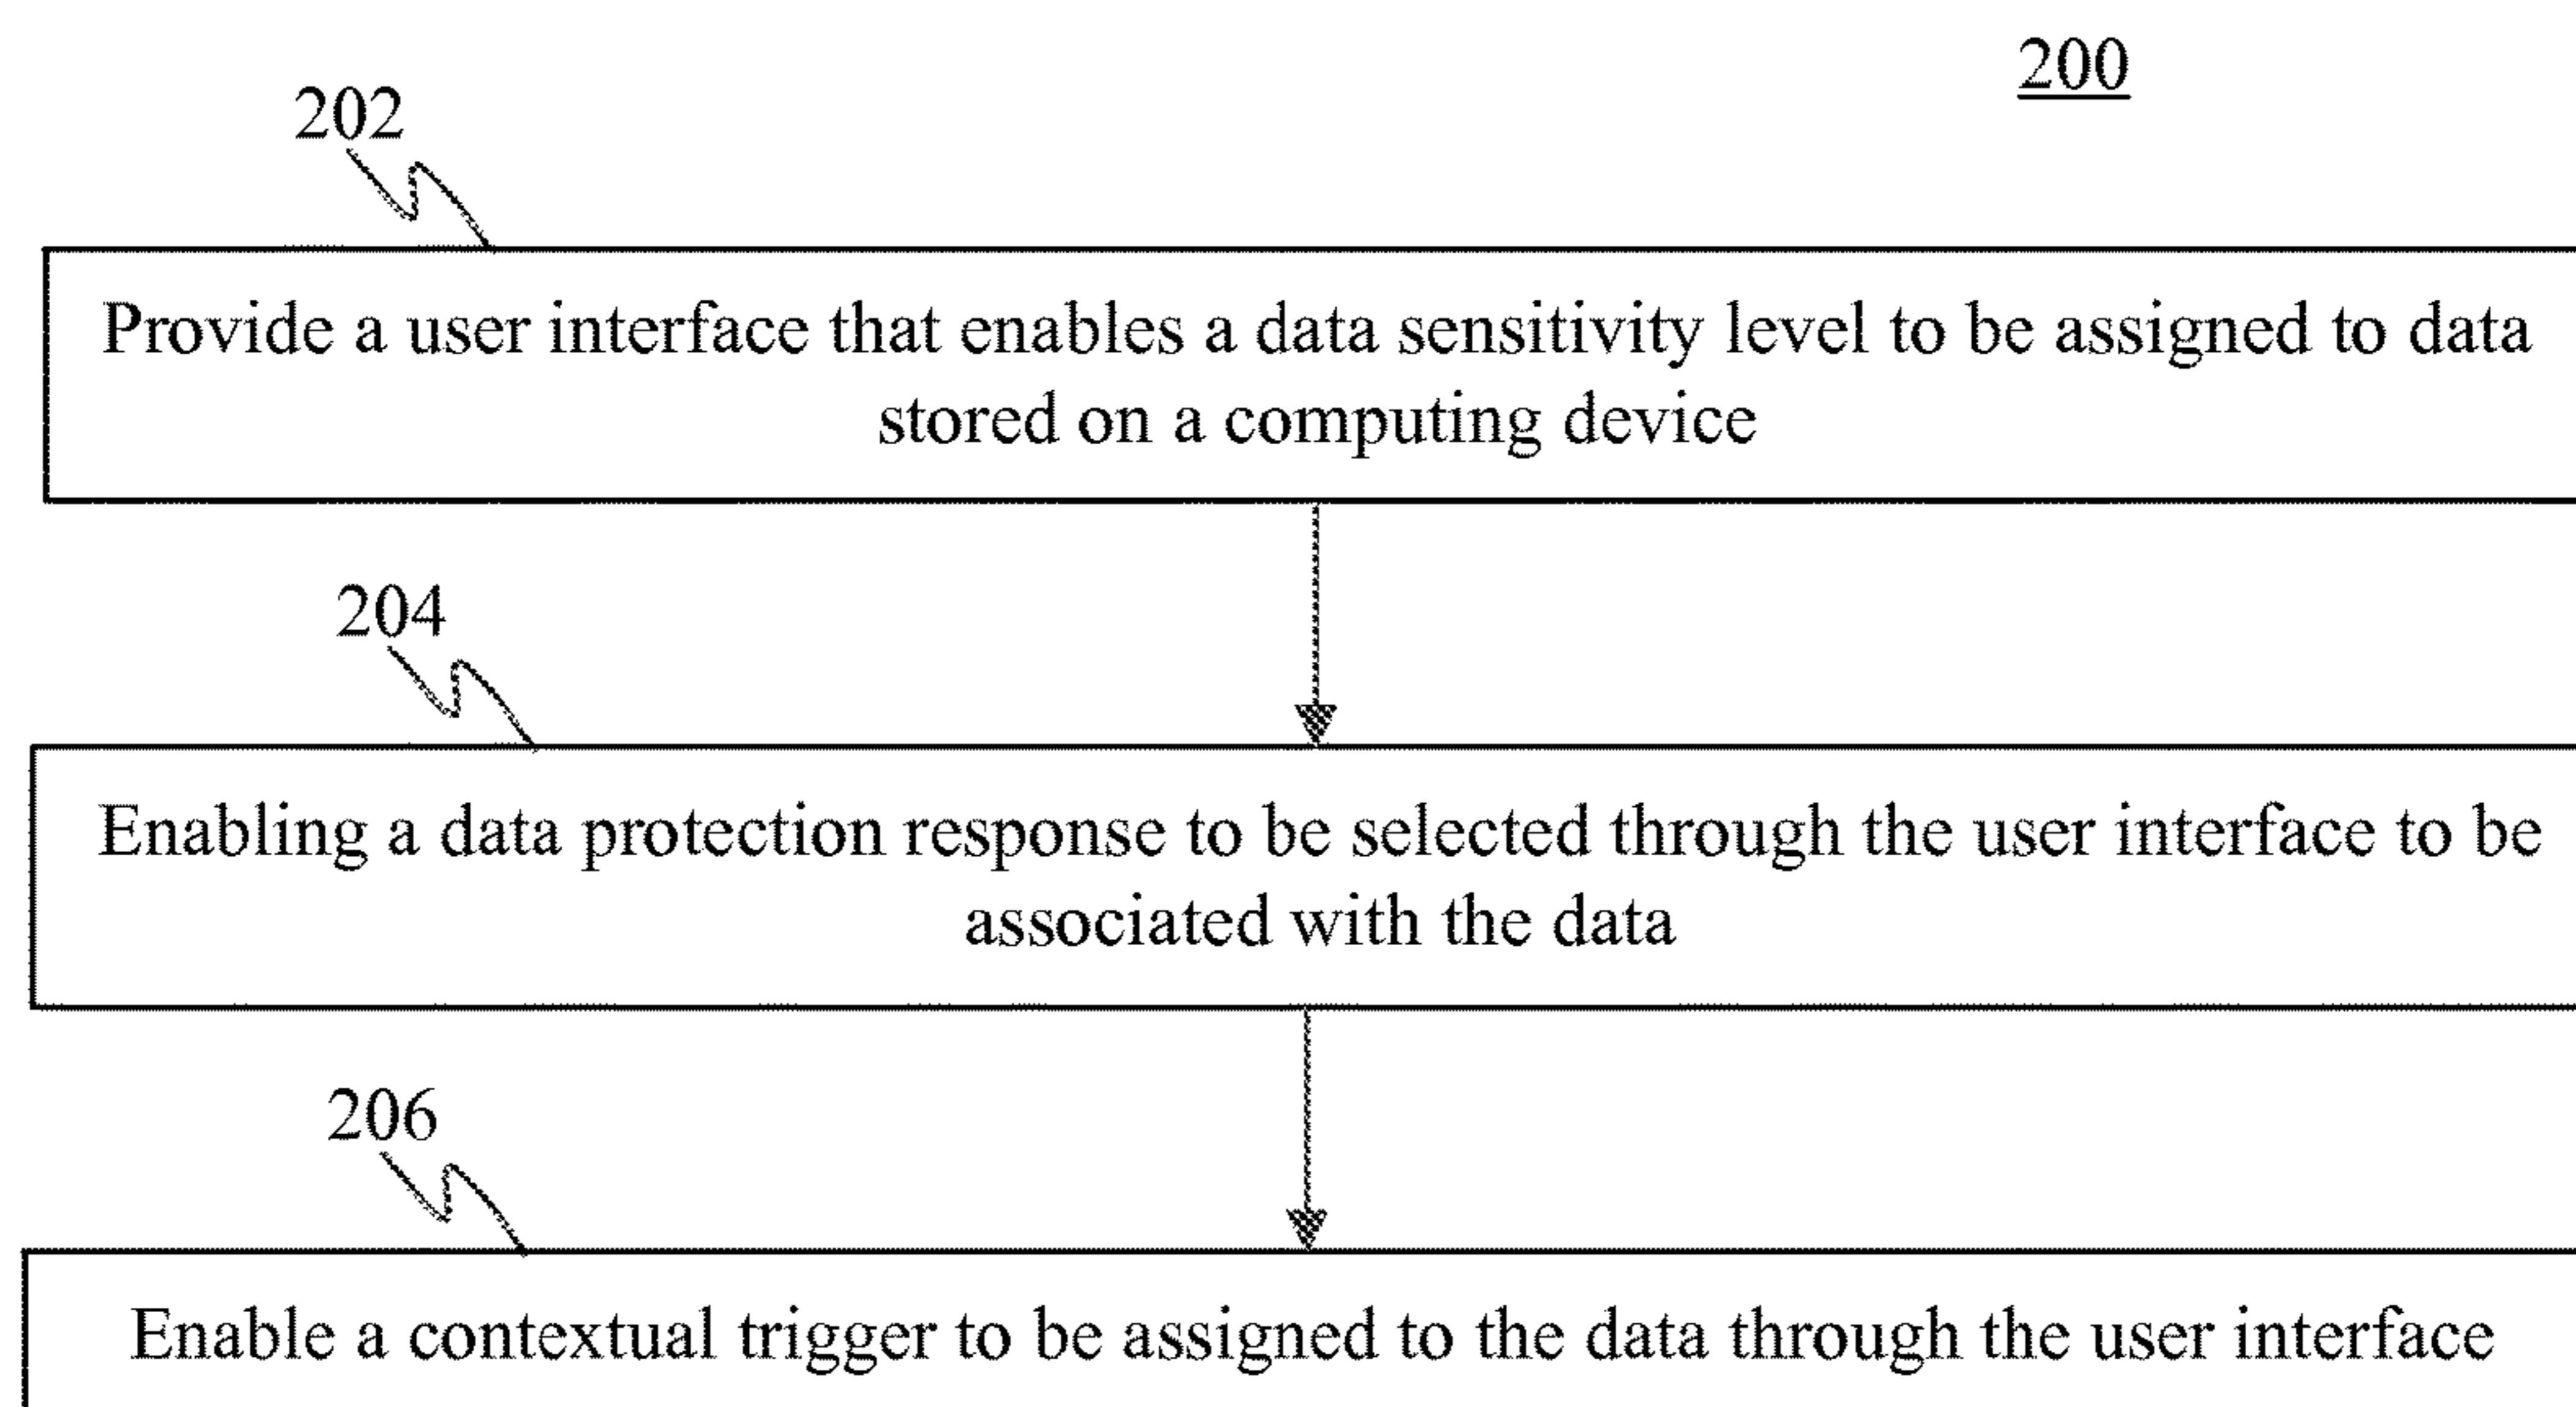 200
202
Provide a user interface that enables a data sensitivity level to be assigned to data
stored on a computing device
204
Enabling a data protection response to be selected through the user interface to be
associated with the data
206
Enable a contextual trigger to be assigned to the data through the user interface